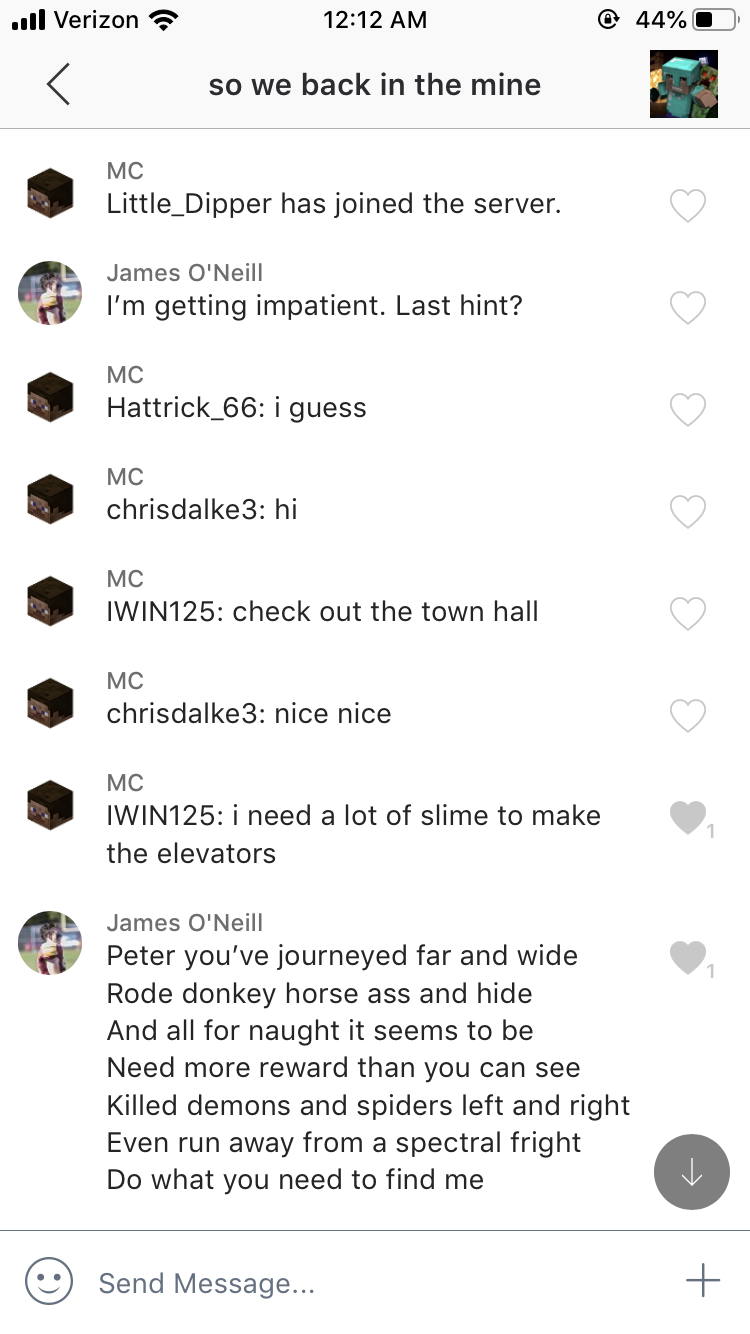 Verizon 12:12 AM 44%
so we back in the mine
MC
Little_Dipper has joined the server.
James O'Neill
I’m getting impatient. Last hint?
MC
Hattrick_66: i guess
MC
chrisdalke3: hi
MC
IWIN125: check out the town hall
MC
chrisdalke3: nice nice
MC
IWIN125: i need a lot of slime to make
the elevators
1
James O'Neill
Peter you’ve journeyed far and wide
1
Rode donkey horse ass and hide
And all for naught it seems to be
Need more reward than you can see
Killed demons and spiders left and right
Even run away from a spectral fright
Do what you need to find me
Send Message...